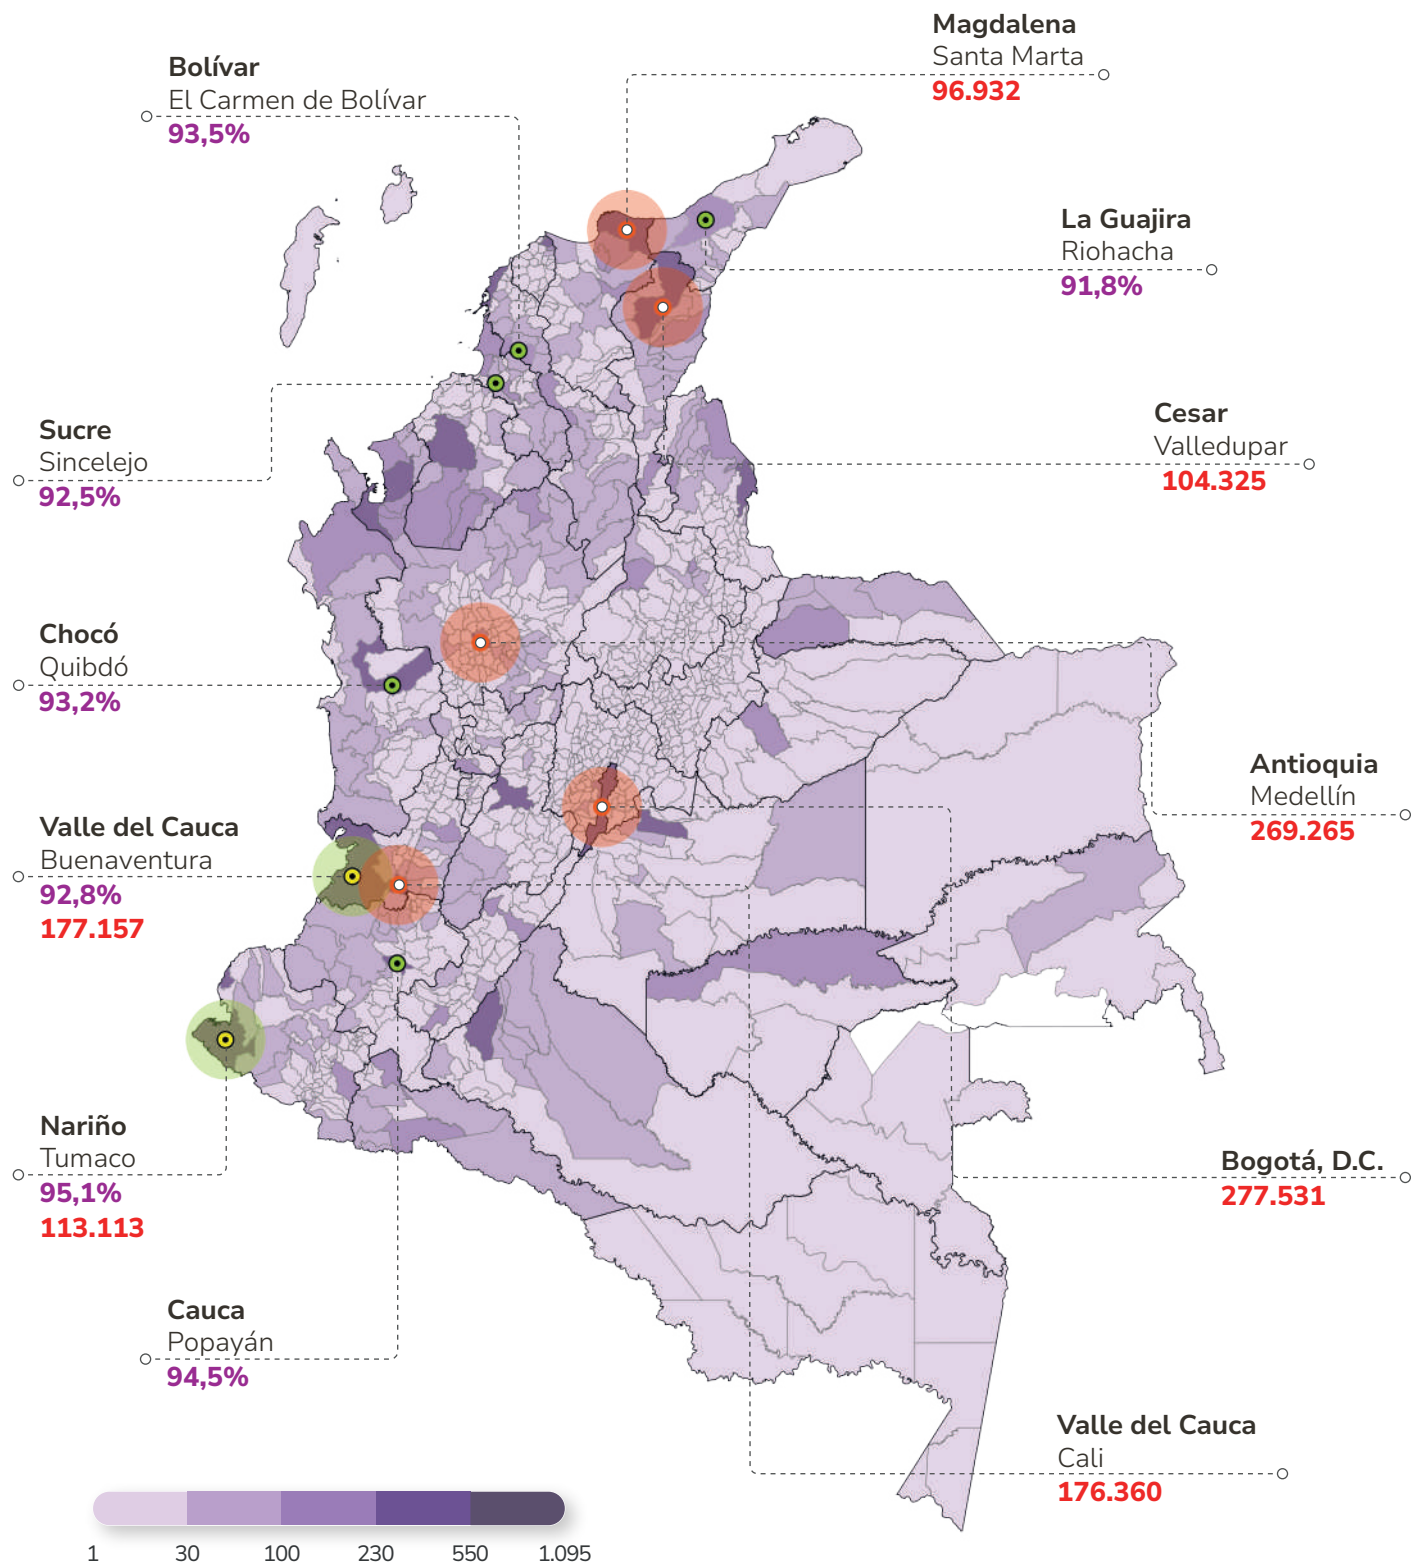 Magdalena
Santa Marta
96.932
Bolívar
El Carmen de Bolívar
93,5%
La Guajira
Riohacha
91,8%
Cesar
Valledupar
104.325
Sucre
Sincelejo
92,5%
Chocó
Quibdó
93,2%
Antioquia
Medellín
269.265
Valle del Cauca
Buenaventura
92,8%
177.157
Nariño
Tumaco
95,1%
113.113
Bogotá, D.C.
277.531
Cauca
Popayán
94,5%
Valle del Cauca
Cali
176.360
1 30 100 230 550 1.095